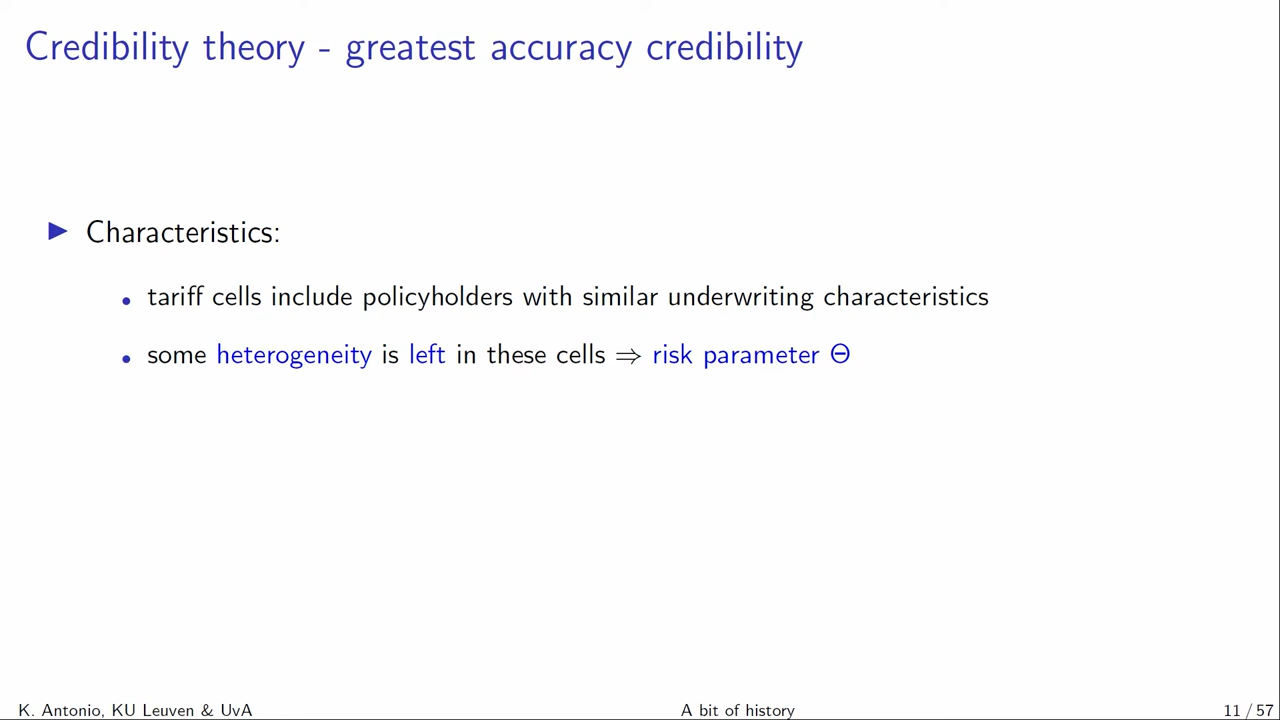 Credibility theory - greatest accuracy credibility
▶ Characteristics:
• tariff cells include policyholders with similar underwriting characteristics
• some heterogeneity is left in these cells ⇒ risk parameter Θ
K. Antonio, KU Leuven & UvA
A bit of history
11 / 57